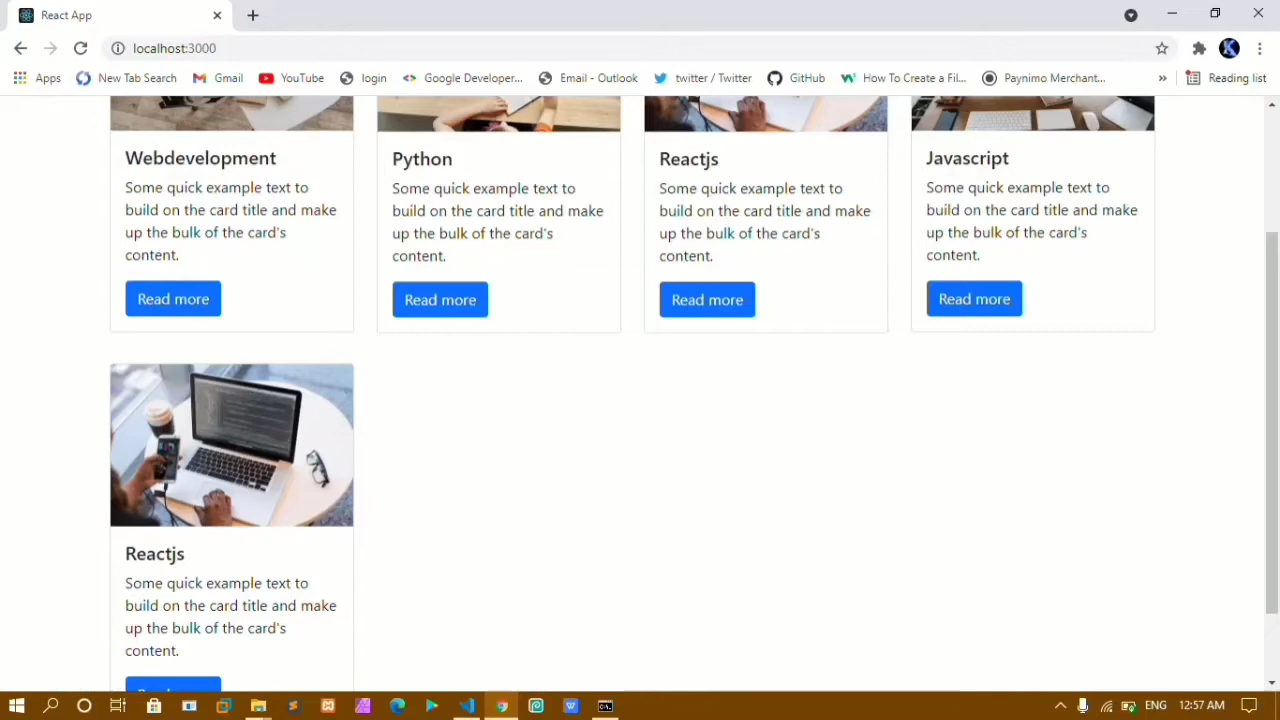 React App
localhost:3000
Apps New Tab Search Gmail YouTube login Google Developer... Email - Outlook twitter / Twitter GitHub How To Create a Fil... Paynimo Merchant... » Reading list
Webdevelopment
Some quick example text to
build on the card title and make
up the bulk of the card's
content.
Read more
Python
Some quick example text to
build on the card title and make
up the bulk of the card's
content.
Read more
Reactjs
Some quick example text to
build on the card title and make
up the bulk of the card's
content.
Read more
Javascript
Some quick example text to
build on the card title and make
up the bulk of the card's
content.
Read more
Reactjs
Some quick example text to
build on the card title and make
up the bulk of the card's
content.
ENG 12:57 AM